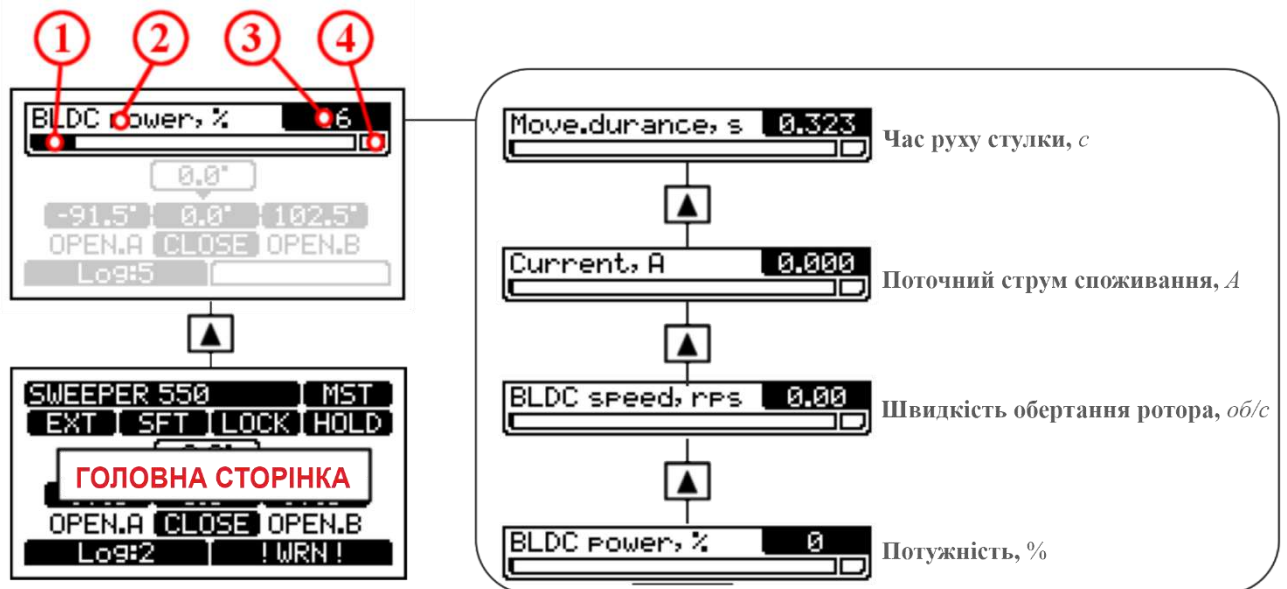 1 2 3 4
BLDC power, %
0.0°
-91.5° 0.0° 102.5°
OPEN.A CLOSE OPEN.B
Log:5
SWEEPER 550 MST
EXT SFT LOCK HOLD
ГОЛОВНА СТОРІНКА
OPEN.A CLOSE OPEN.B
Log:2 !WRN!
Move.durance, s 0.323
Час руху стулки, с
Current, A 0.000
Поточний струм споживання, А
BLDC speed, rps 0.00
Швидкість обертання ротора, об/с
BLDC power, % 0
Потужність, %